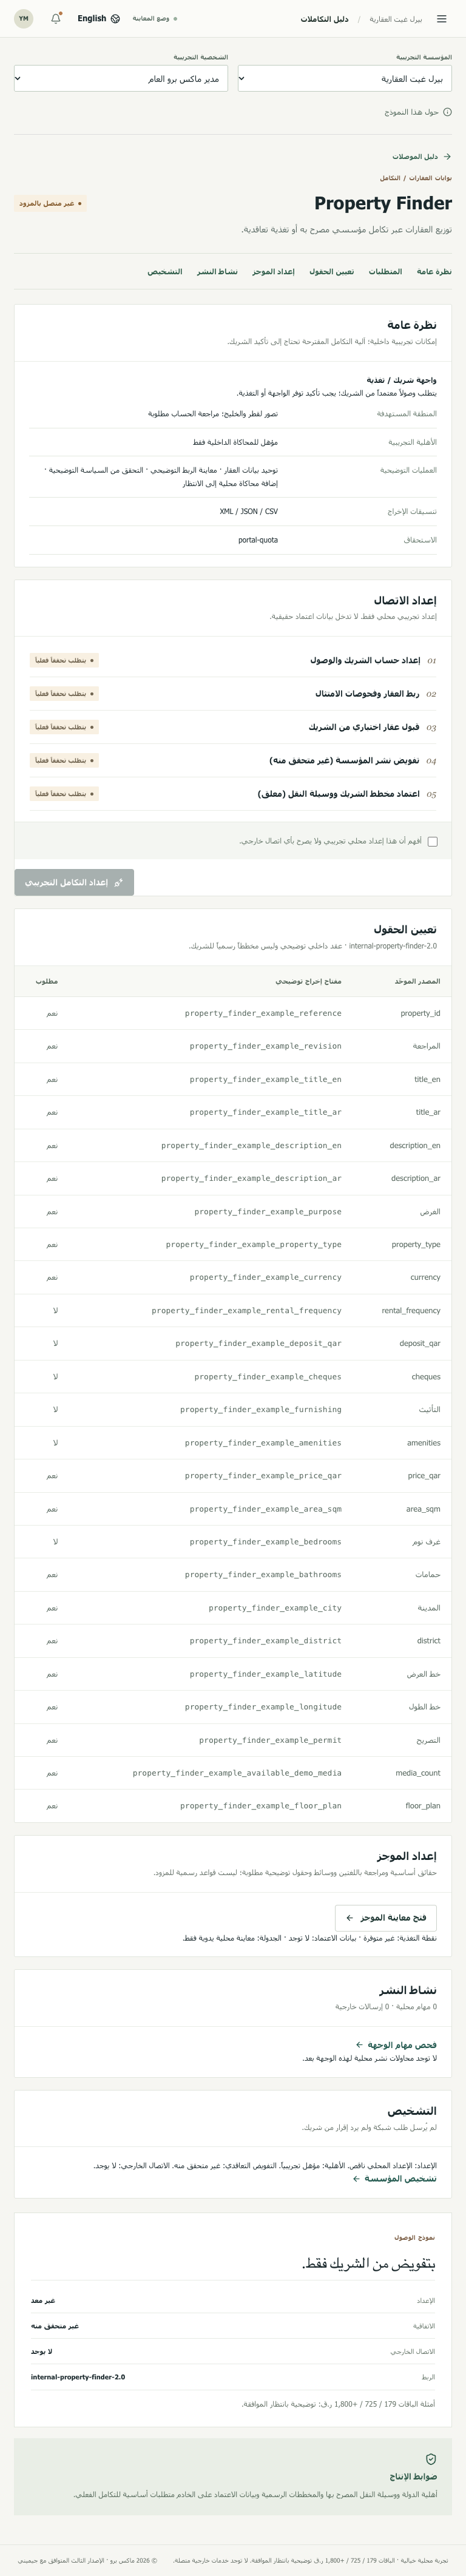 بيرل غيت العقارية / دليل التكاملات
وضع المعاينة
English
YM
المؤسسة التجريبية
بيرل غيت العقارية
الشخصية التجريبية
مدير ماكس برو العام
حول هذا النموذج
دليل الموصلات
بوابات العقارات / التكامل
Property Finder
غير متصل بالمزود
توزيع العقارات عبر تكامل مؤسسي مصرح به أو تغذية تعاقدية.
نظرة عامة
المتطلبات
تعيين الحقول
إعداد الموجز
نشاط النشر
التشخيص
نظرة عامة
إمكانات تجريبية داخلية؛ آلية التكامل المقترحة تحتاج إلى تأكيد الشريك.
واجهة شريك / تغذية
يتطلب وصولاً معتمداً من الشريك؛ يجب تأكيد توفر الواجهة أو التغذية.
المنطقة المستهدفة
تصور لقطر والخليج؛ مراجعة الحساب مطلوبة
الأهلية التجريبية
مؤهل للمحاكاة الداخلية فقط
العمليات التوضيحية
توحيد بيانات العقار · معاينة الربط التوضيحي · التحقق من السياسة التوضيحية ·
إضافة محاكاة محلية إلى الانتظار
تنسيقات الإخراج
XML / JSON / CSV
الاستحقاق
portal-quota
إعداد الاتصال
إعداد تجريبي محلي فقط. لا تدخل بيانات اعتماد حقيقية.
01 إعداد حساب الشريك والوصول
يتطلب تحققاً فعلياً
02 ربط العقار وفحوصات الامتثال
يتطلب تحققاً فعلياً
03 قبول عقار اختباري من الشريك
يتطلب تحققاً فعلياً
04 تفويض نشر المؤسسة (غير متحقق منه)
يتطلب تحققاً فعلياً
05 اعتماد مخطط الشريك ووسيلة النقل (معلق)
يتطلب تحققاً فعلياً
أفهم أن هذا إعداد محلي تجريبي ولا يصرح بأي اتصال خارجي.
إعداد التكامل التجريبي
تعيين الحقول
internal-property-finder-2.0 · عقد داخلي توضيحي وليس مخططاً رسمياً للشريك.
المصدر الموحّد
مفتاح إخراج توضيحي
مطلوب
property_id property_finder_example_reference نعم
المراجعة property_finder_example_revision نعم
title_en property_finder_example_title_en نعم
title_ar property_finder_example_title_ar نعم
description_en property_finder_example_description_en نعم
description_ar property_finder_example_description_ar نعم
الغرض property_finder_example_purpose نعم
property_type property_finder_example_property_type نعم
currency property_finder_example_currency نعم
rental_frequency property_finder_example_rental_frequency لا
deposit_qar property_finder_example_deposit_qar لا
cheques property_finder_example_cheques لا
التأثيث property_finder_example_furnishing لا
amenities property_finder_example_amenities لا
price_qar property_finder_example_price_qar نعم
area_sqm property_finder_example_area_sqm نعم
غرف نوم property_finder_example_bedrooms لا
حمامات property_finder_example_bathrooms نعم
المدينة property_finder_example_city نعم
district property_finder_example_district نعم
خط العرض property_finder_example_latitude نعم
خط الطول property_finder_example_longitude نعم
التصريح property_finder_example_permit نعم
media_count property_finder_example_available_demo_media نعم
floor_plan property_finder_example_floor_plan نعم
إعداد الموجز
حقائق أساسية ومراجعة باللغتين ووسائط وحقول توضيحية مطلوبة؛ ليست قواعد رسمية للمزود.
فتح معاينة الموجز
نقطة التغذية: غير متوفرة · بيانات الاعتماد: لا توجد · الجدولة: معاينة محلية يدوية فقط.
نشاط النشر
0 مهام محلية · 0 إرسالات خارجية
فحص مهام الوجهة
لا توجد محاولات نشر محلية لهذه الوجهة بعد.
التشخيص
لم يُرسل طلب شبكة ولم يرد إقرار من شريك.
الإعداد: الإعداد المحلي ناقص. الأهلية: مؤهل تجريبياً. التفويض التعاقدي: غير متحقق منه. الاتصال الخارجي: لا يوجد.
تشخيص المؤسسة
نموذج الوصول
بتفويض من الشريك فقط.
الإعداد
غير معد
الاتفاقية
غير متحقق منه
الاتصال الخارجي
لا يوجد
الربط
internal-property-finder-2.0
أمثلة الباقات 179 / 725 / 1,800+ ر.ق: توضيحية بانتظار الموافقة.
ضوابط الإنتاج
أهلية الدولة ووسيلة النقل المصرح بها والمخططات الرسمية وبيانات الاعتماد على الخادم متطلبات أساسية للتكامل الفعلي.
تجربة محلية خيالية · الباقات 179 / 725 / 1,800+ ر.ق توضيحية بانتظار الموافقة. لا توجد خدمات خارجية متصلة.
© 2026 ماكس برو · الإصدار الثالث المتوافق مع جيميني